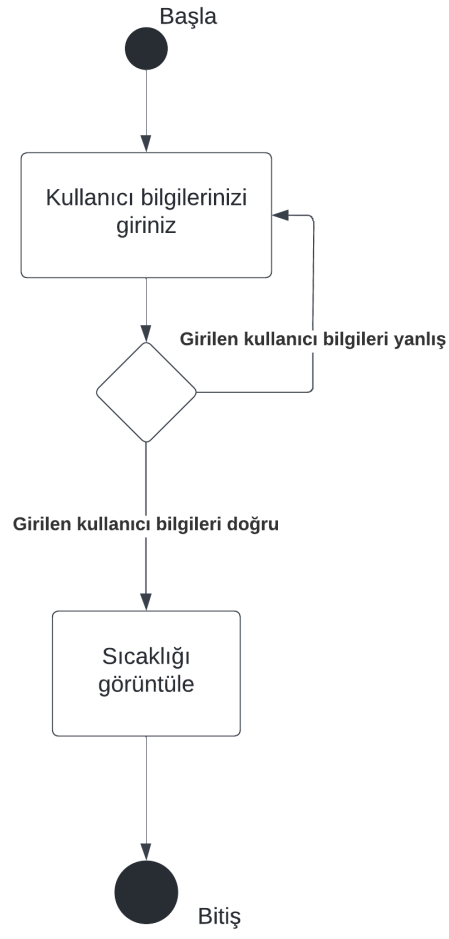 Başla
Kullanıcı bilgilerinizi
giriniz
Girilen kullanıcı bilgileri yanlış
Girilen kullanıcı bilgileri doğru
Sıcaklığı
görüntüle
Bitiş